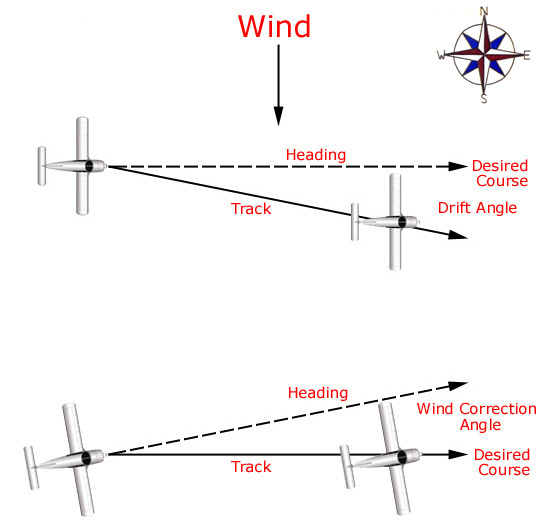 Wind
N
W
E
S
Heading
Desired
Course
Track
Drift Angle
Heading
Wind Correction
Angle
Track
Desired
Course